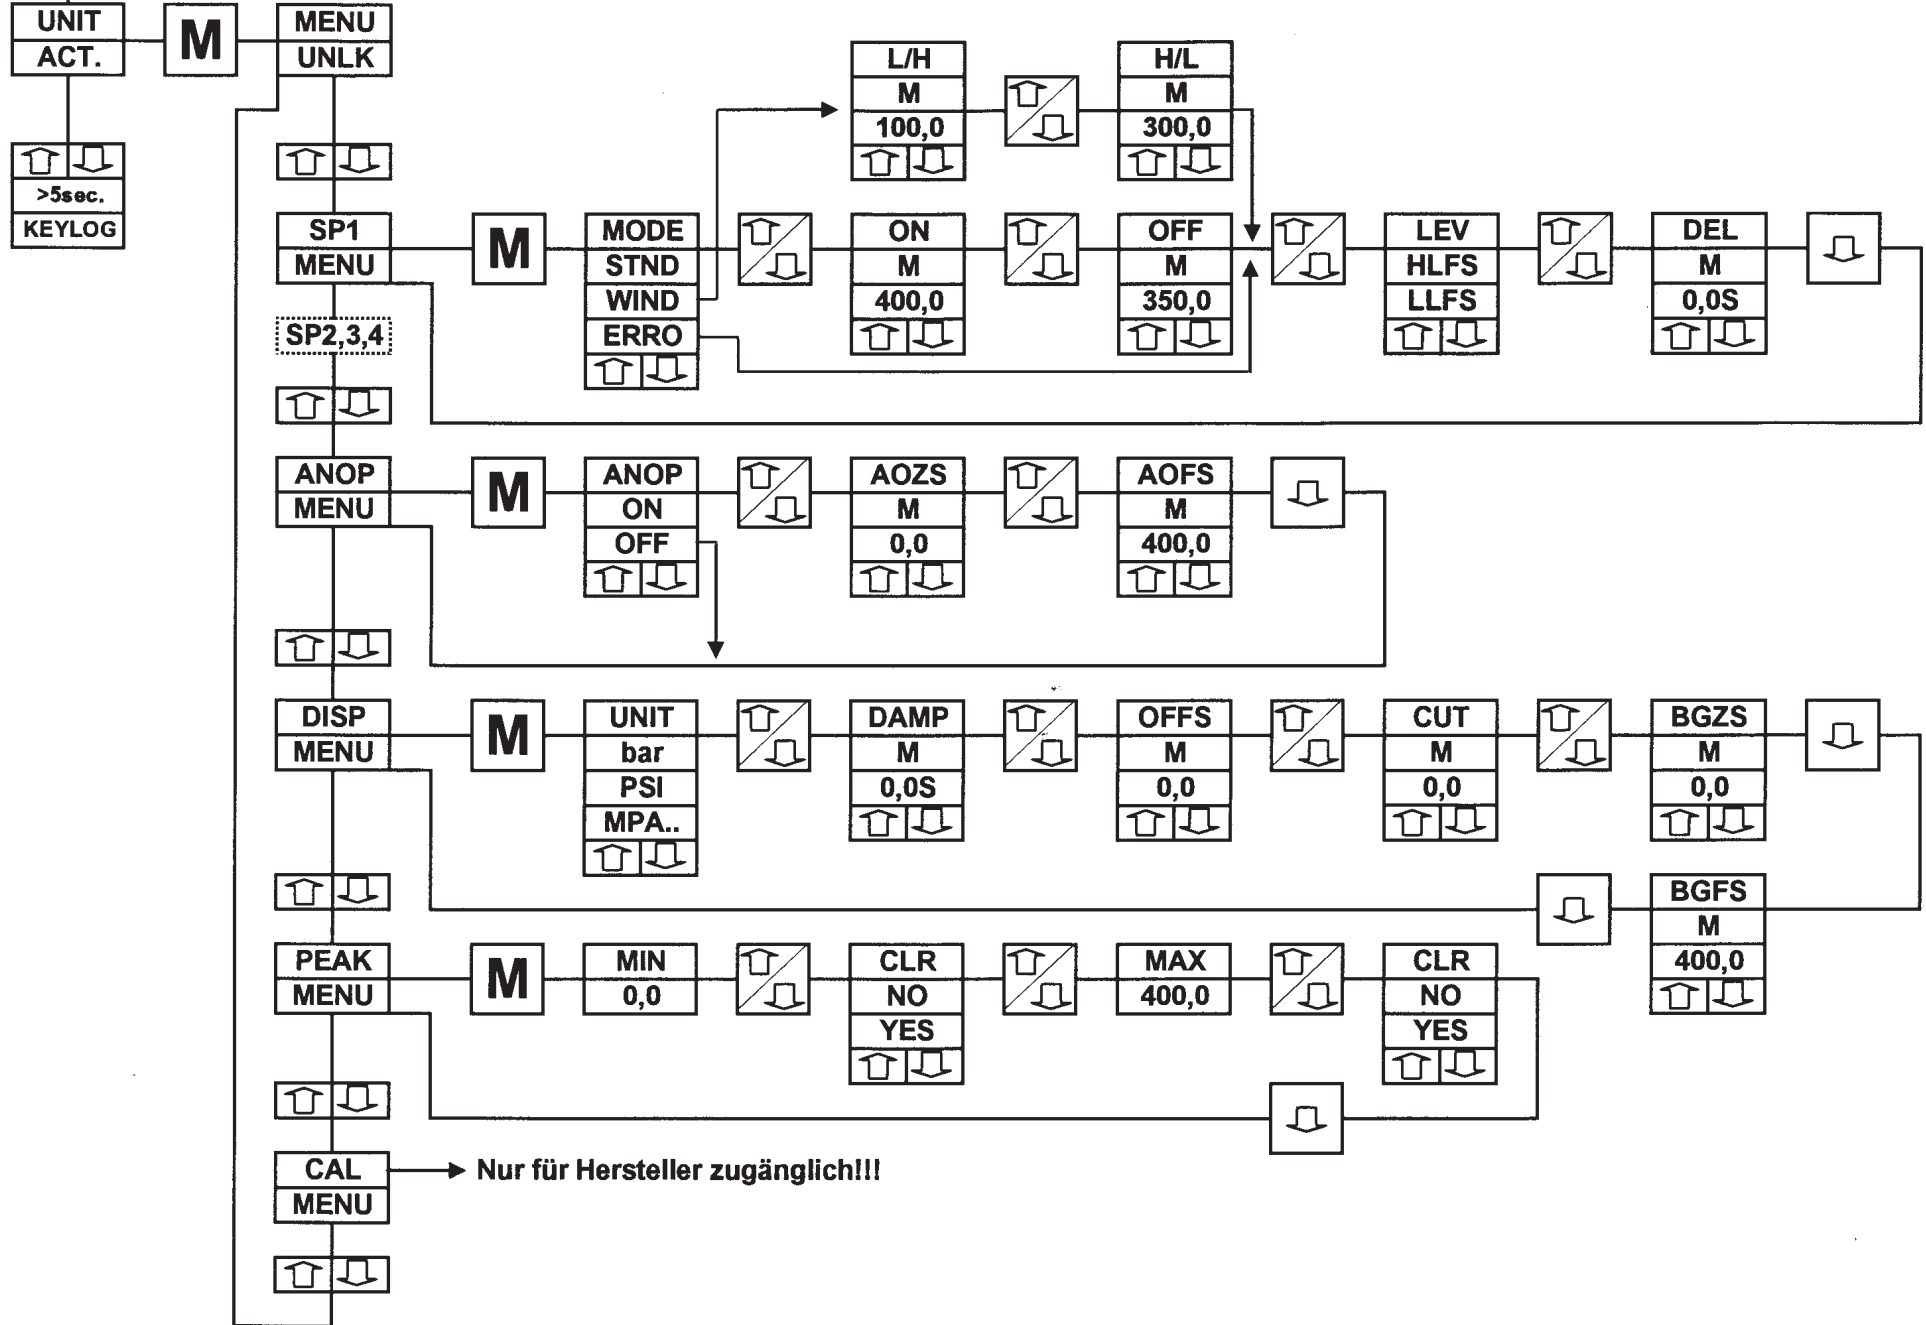 UNIT
ACT.
M
MENU
UNLK
>5sec.
KEYLOG
L/H
M
100,0
H/L
M
300,0
SP1
MENU
M
MODE
STND
WIND
ERRO
ON
M
400,0
OFF
M
350,0
LEV
HLFS
LLFS
DEL
M
0,0S
SP2,3,4
ANOP
MENU
M
ANOP
ON
OFF
AOZS
M
0,0
AOFS
M
400,0
DISP
MENU
M
UNIT
bar
PSI
MPA..
DAMP
M
0,0S
OFFS
M
0,0
CUT
M
0,0
BGZS
M
0,0
BGFS
M
400,0
PEAK
MENU
M
MIN
0,0
CLR
NO
YES
MAX
400,0
CLR
NO
YES
CAL
MENU
Nur für Hersteller zugänglich!!!